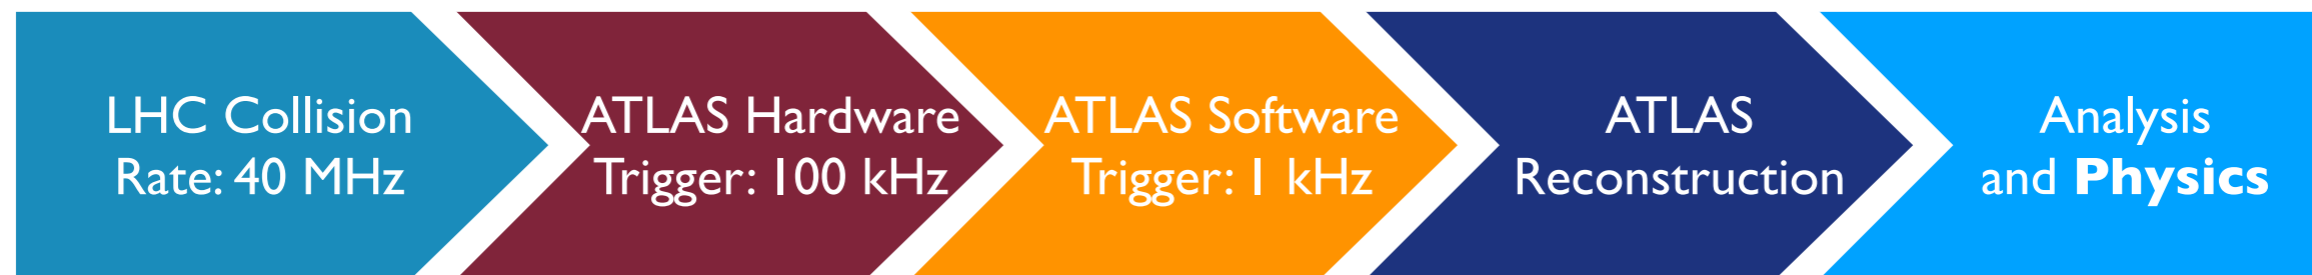 LHC Collision
Rate: 40 MHz
ATLAS Hardware
Trigger: 100 kHz
ATLAS Software
Trigger: 1 kHz
ATLAS
Reconstruction
Analysis
and Physics